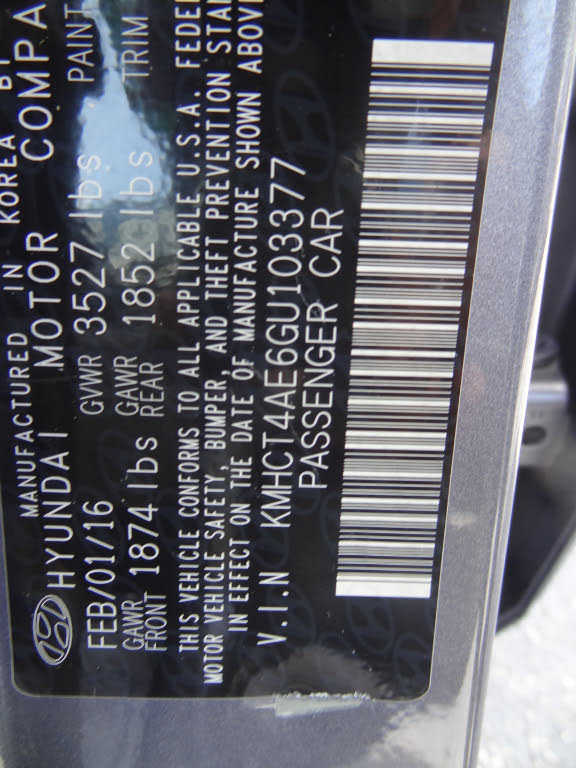 MANUFACTURED IN KOREA BY
HYUNDAI MOTOR COMPA
FEB/01/16 GVWR 3527 lbs PAINT
GAWR FRONT 1874 lbs GAWR REAR 1852 lbs TRIM
THIS VEHICLE CONFORMS TO ALL APPLICABLE U.S.A. FEDE
MOTOR VEHICLE SAFETY, BUMPER, AND THEFT PREVENTION STAN
IN EFFECT ON THE DATE OF MANUFACTURE SHOWN ABOV
V.I.N KMHCT4AE6GU103377
PASSENGER CAR